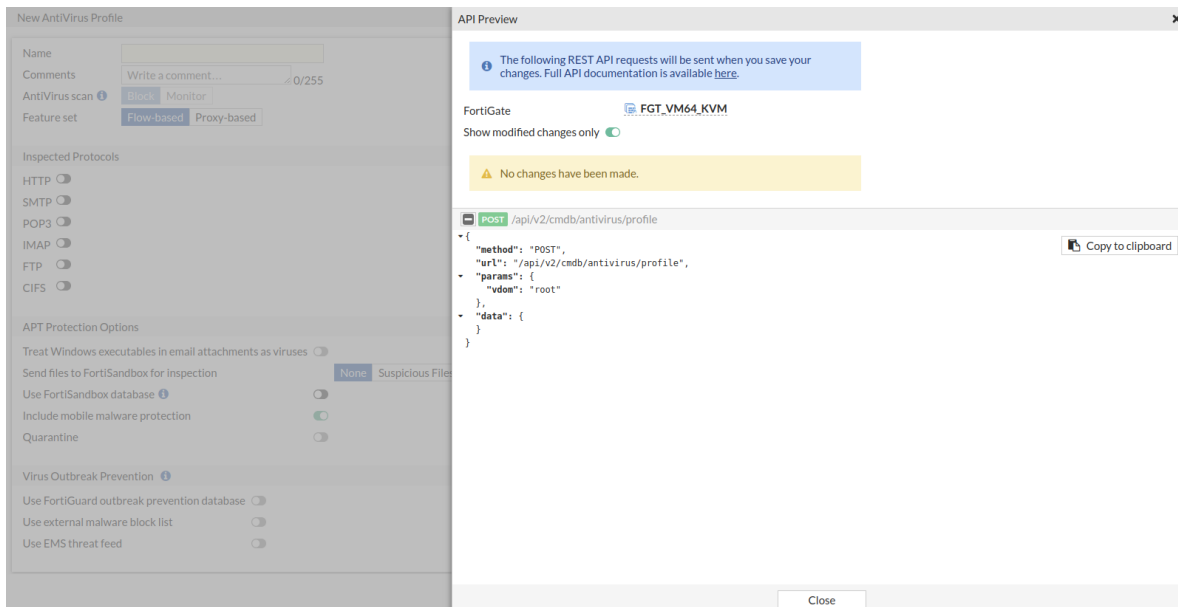 New AntiVirus Profile
Name
Comments Write a comment... 0/255
AntiVirus scan Block Monitor
Feature set Flow-based Proxy-based
Inspected Protocols
HTTP
SMTP
POP3
IMAP
FTP
CIFS
APT Protection Options
Treat Windows executables in email attachments as viruses
Send files to FortiSandbox for inspection None Suspicious Files
Use FortiSandbox database
Include mobile malware protection
Quarantine
Virus Outbreak Prevention
Use FortiGuard outbreak prevention database
Use external malware block list
Use EMS threat feed
API Preview
The following REST API requests will be sent when you save your
changes. Full API documentation is available here.
FortiGate FGT_VM64_KVM
Show modified changes only
No changes have been made.
POST /api/v2/cmdb/antivirus/profile
{
"method": "POST",
"url": "/api/v2/cmdb/antivirus/profile",
"params": {
"vdom": "root"
},
"data": {
}
}
Copy to clipboard
Close